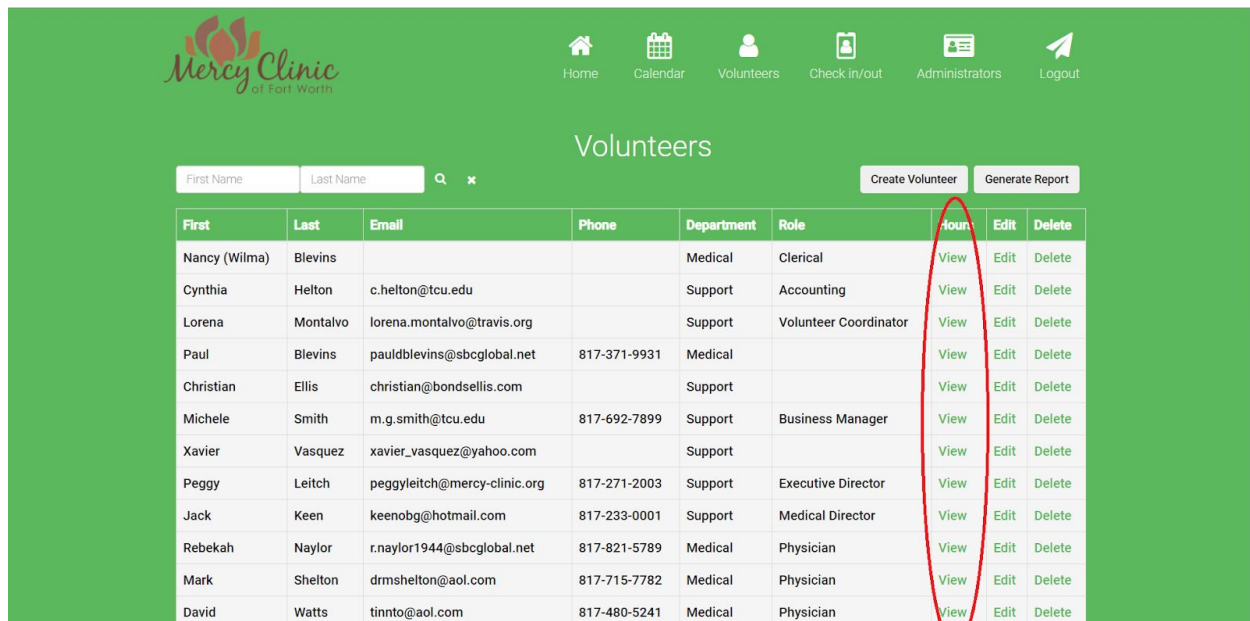 Mercy Clinic
of Fort Worth
Home Calendar Volunteers Check in/out Administrators Logout
Volunteers
First Name Last Name Create Volunteer Generate Report
First Last Email Phone Department Role Hours Edit Delete
Nancy (Wilma) Blevins Medical Clerical View Edit Delete
Cynthia Helton c.helton@tcu.edu Support Accounting View Edit Delete
Lorena Montalvo lorena.montalvo@travis.org Support Volunteer Coordinator View Edit Delete
Paul Blevins pauldblevins@sbcglobal.net 817-371-9931 Medical View Edit Delete
Christian Ellis christian@bondsellis.com Support View Edit Delete
Michele Smith m.g.smith@tcu.edu 817-692-7899 Support Business Manager View Edit Delete
Xavier Vasquez xavier_vasquez@yahoo.com Support View Edit Delete
Peggy Leitch peggyleitch@mercy-clinic.org 817-271-2003 Support Executive Director View Edit Delete
Jack Keen keenobg@hotmail.com 817-233-0001 Support Medical Director View Edit Delete
Rebekah Naylor r.naylor1944@sbcglobal.net 817-821-5789 Medical Physician View Edit Delete
Mark Shelton drmshelton@aol.com 817-715-7782 Medical Physician View Edit Delete
David Watts tinnto@aol.com 817-480-5241 Medical Physician View Edit Delete